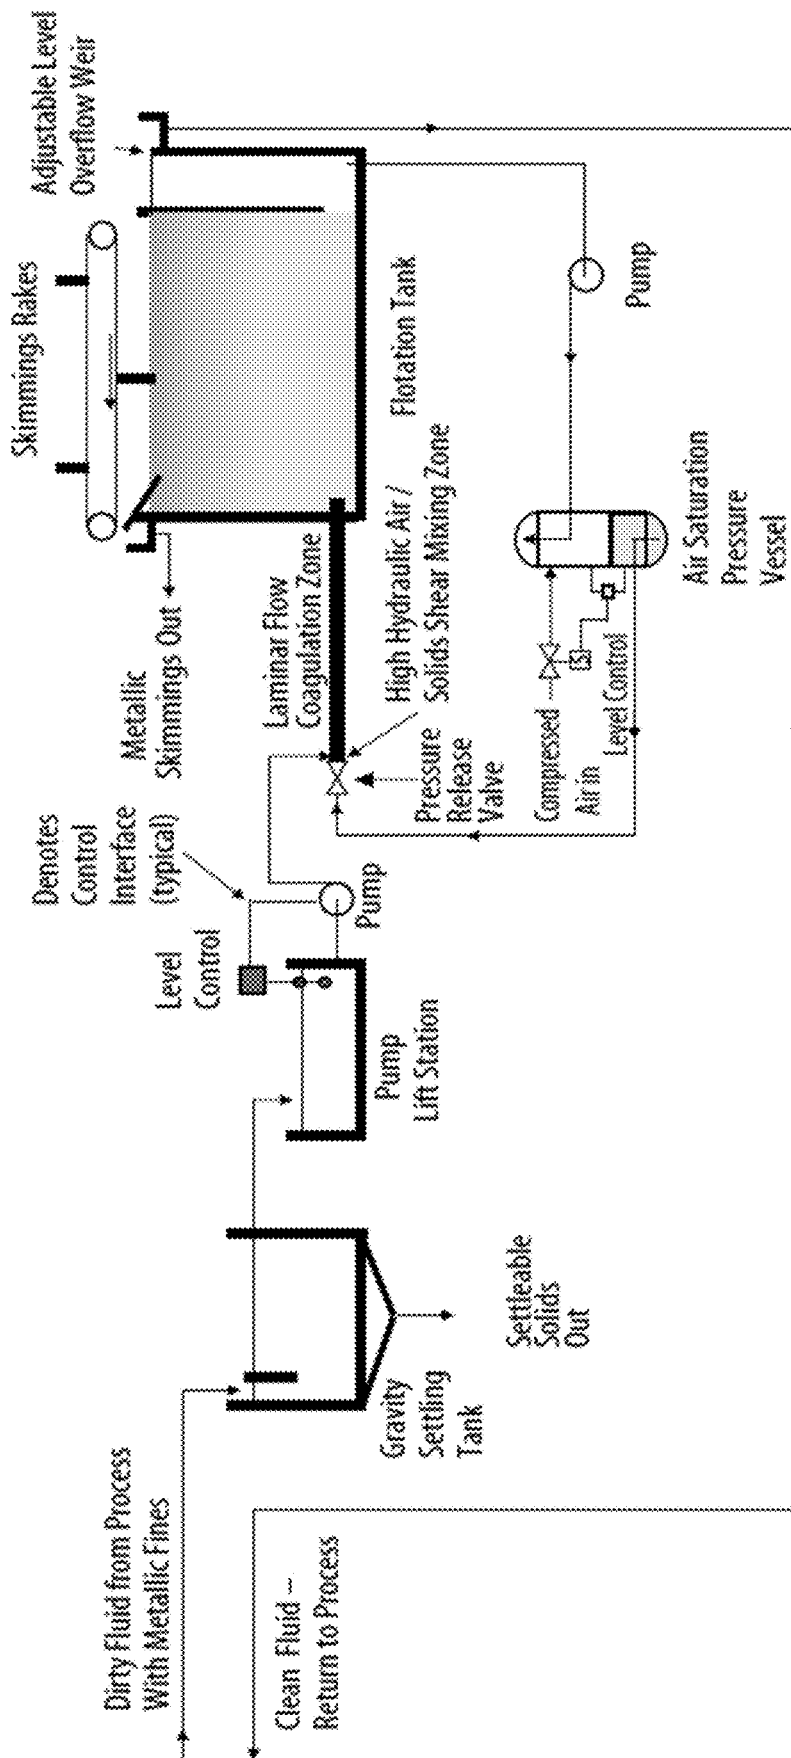 Dirty Fluid from Process
With Metallic Fines
Clean Fluid –
Return to Process
Gravity
Settling
Tank
Settleable
Solids
Out
Pump
Lift Station
Level
Control
Denotes
Control
Interface
(typical)
Pump
Metallic
Skimmings Out
Laminar Flow
Coagulation Zone
High Hydraulic Air /
Solids Shear Mixing Zone
Pressure
Release
Valve
Skimmings Rakes
Adjustable Level
Overflow Weir
Flotation Tank
Compressed
Air in
Level Control
S
Air Saturation
Pressure
Vessel
Pump